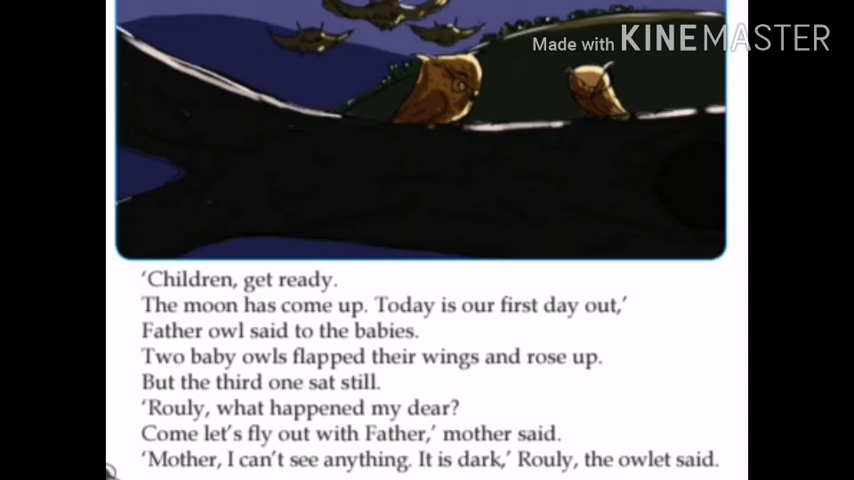 Made with KINEMASTER
‘Children, get ready.
The moon has come up. Today is our first day out,’
Father owl said to the babies.
Two baby owls flapped their wings and rose up.
But the third one sat still.
‘Rouly, what happened my dear?
Come let’s fly out with Father,’ mother said.
‘Mother, I can’t see anything. It is dark,’ Rouly, the owlet said.